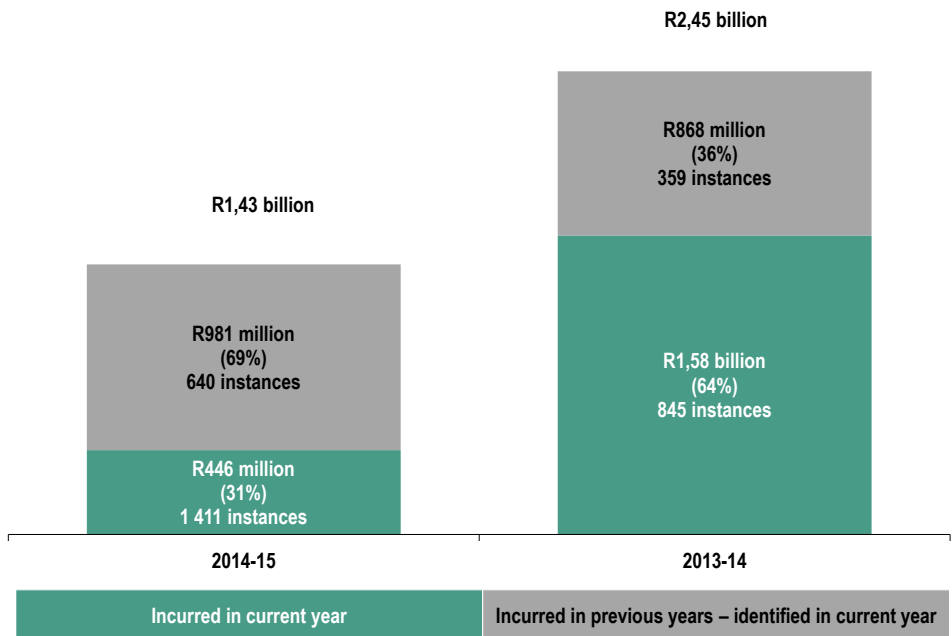 R2,45 billion
R868 million
(36%)
359 instances
R1,43 billion
R981 million
(69%)
640 instances
R1,58 billion
(64%)
845 instances
R446 million
(31%)
1 411 instances
2014-15
2013-14
Incurred in current year
Incurred in previous years – identified in current year